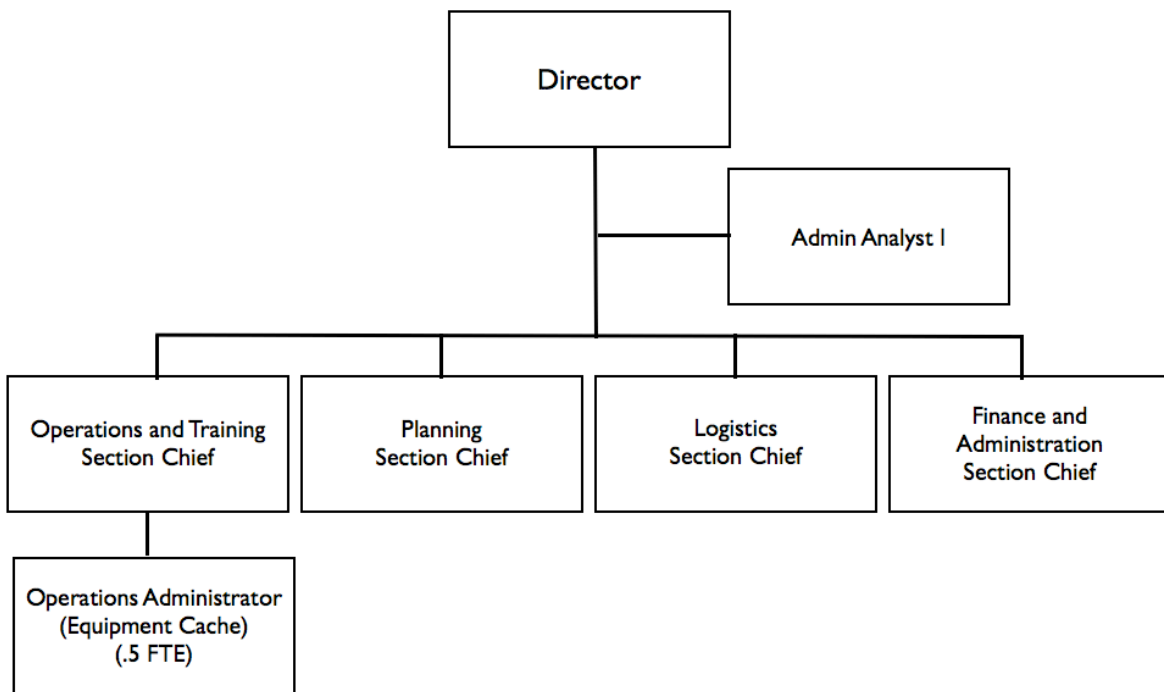 Director
Admin Analyst I
Operations and Training
Section Chief
Planning
Section Chief
Logistics
Section Chief
Finance and
Administration
Section Chief
Operations Administrator
(Equipment Cache)
(.5 FTE)